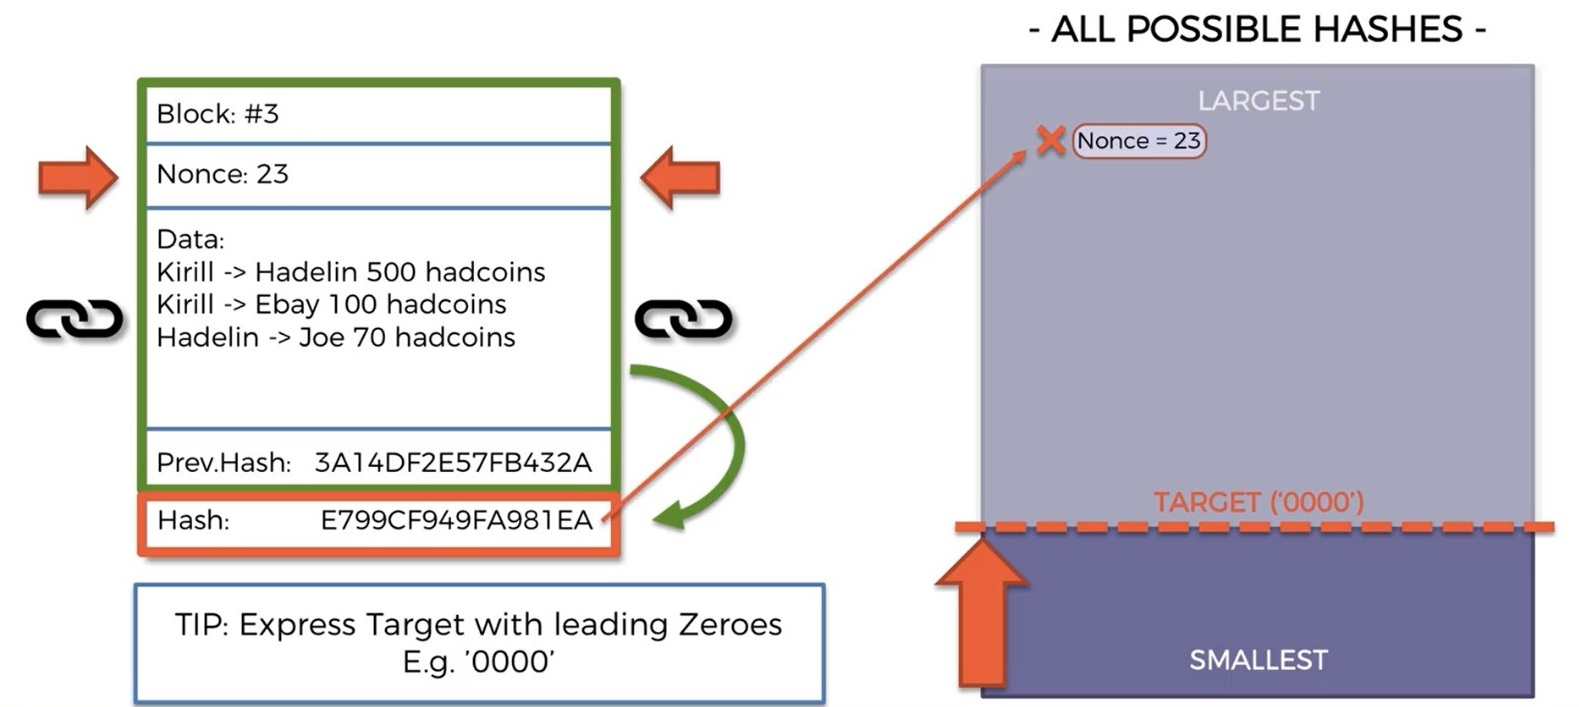 - ALL POSSIBLE HASHES -
Block: #3
Nonce: 23
Data:
Kirill -> Hadelin 500 hadcoins
Kirill -> Ebay 100 hadcoins
Hadelin -> Joe 70 hadcoins
Prev.Hash: 3A14DF2E57FB432A
Hash: E799CF949FA981EA
TIP: Express Target with leading Zeroes
E.g. '0000'
LARGEST
Nonce = 23
TARGET ('0000')
SMALLEST